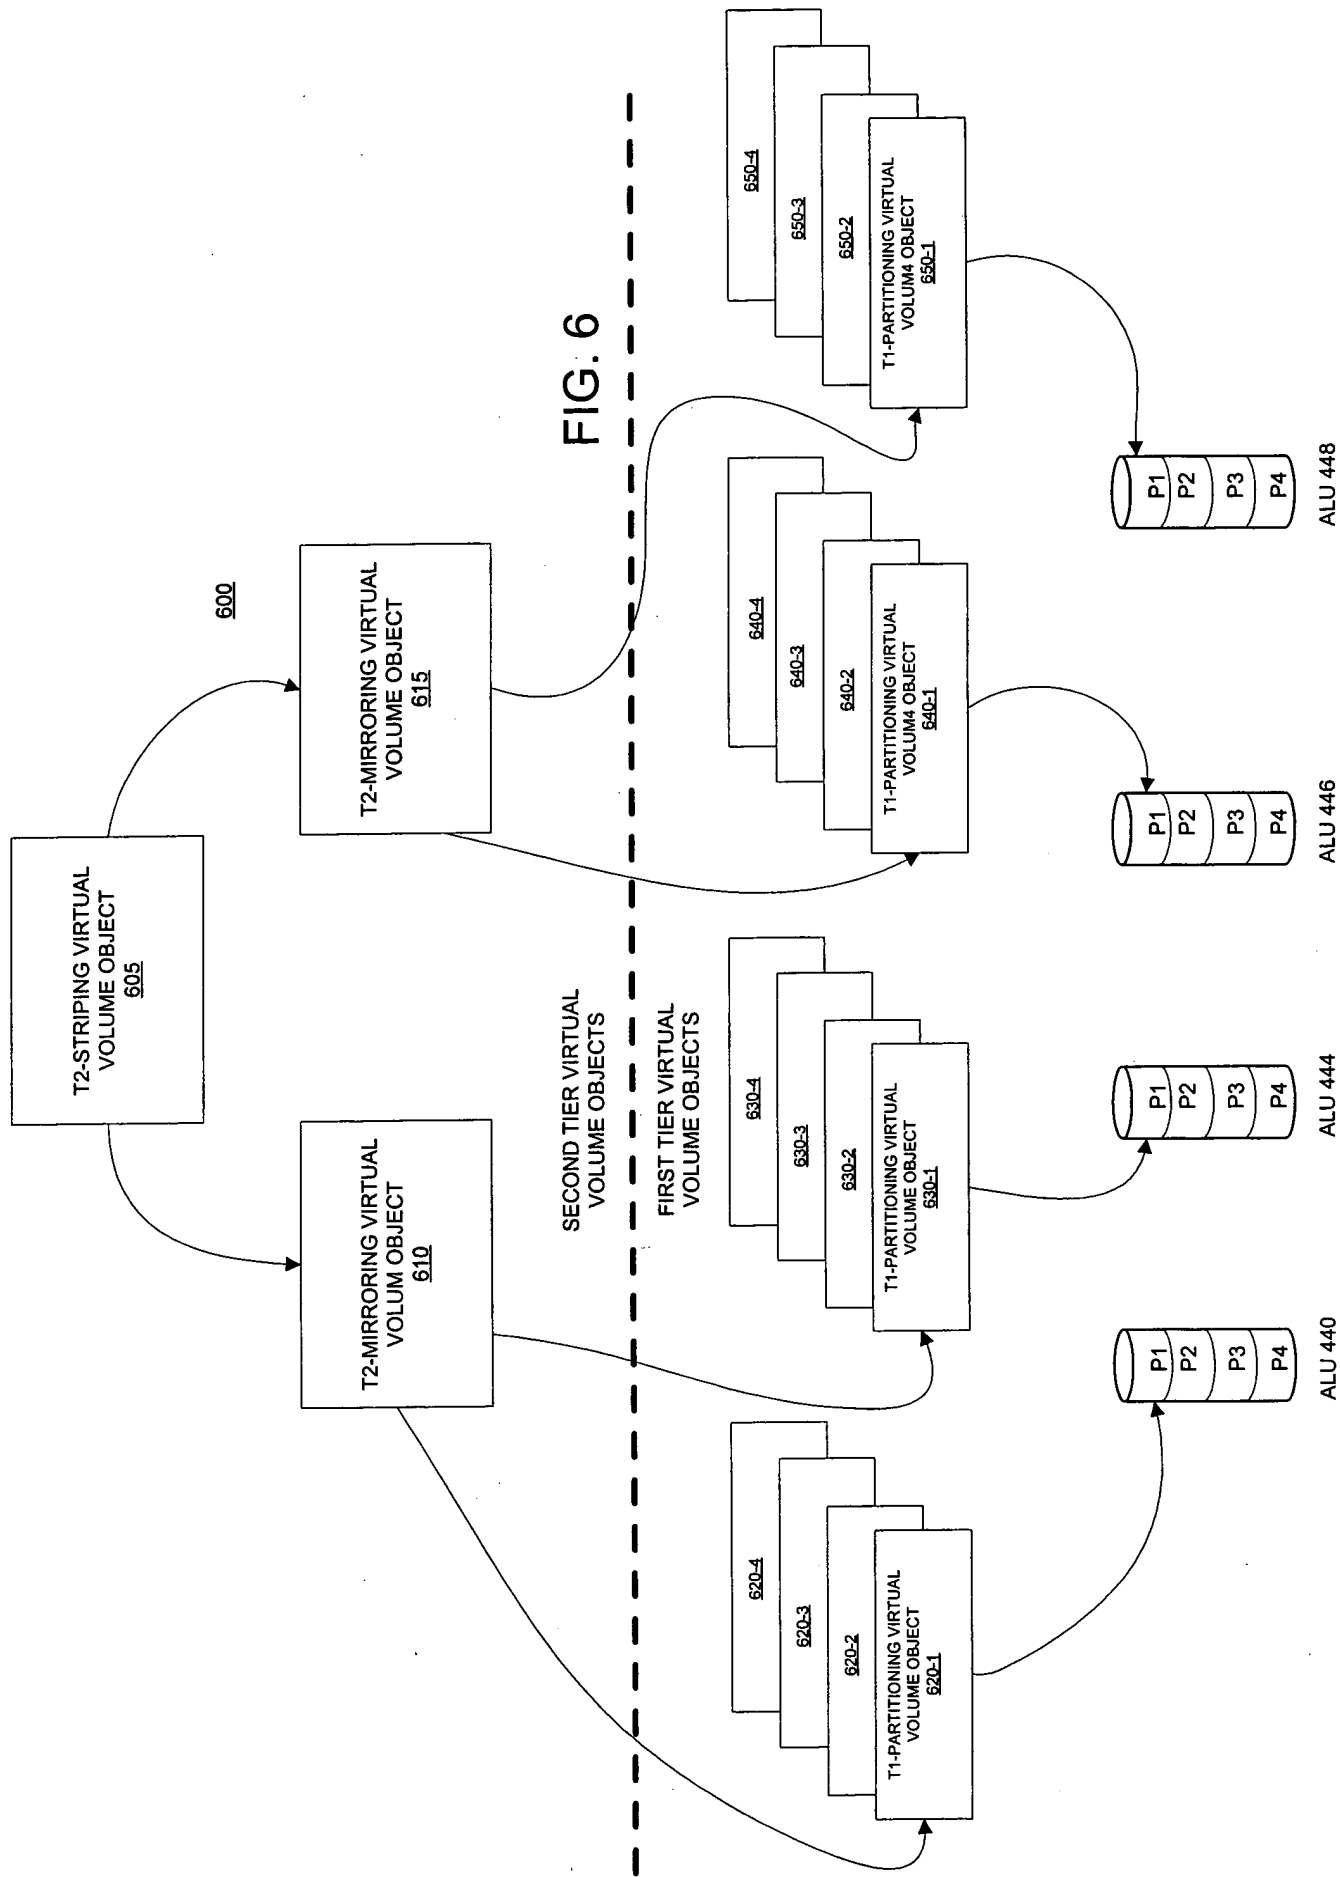 T2-STRIPING VIRTUAL
VOLUME OBJECT
605
T2-MIRRORING VIRTUAL
VOLUM OBJECT
610
T2-MIRRORING VIRTUAL
VOLUME OBJECT
615
600
FIG. 6
SECOND TIER VIRTUAL
VOLUME OBJECTS
FIRST TIER VIRTUAL
VOLUME OBJECTS
620-4
620-3
620-2
T1-PARTITIONING VIRTUAL
VOLUME OBJECT
620-1
630-4
630-3
630-2
T1-PARTITIONING VIRTUAL
VOLUME OBJECT
630-1
640-4
640-3
640-2
T1-PARTITIONING VIRTUAL
VOLUM4 OBJECT
640-1
650-4
650-3
650-2
T1-PARTITIONING VIRTUAL
VOLUM4 OBJECT
650-1
P1
P2
P3
P4
ALU 440
P1
P2
P3
P4
ALU 444
P1
P2
P3
P4
ALU 446
P1
P2
P3
P4
ALU 448